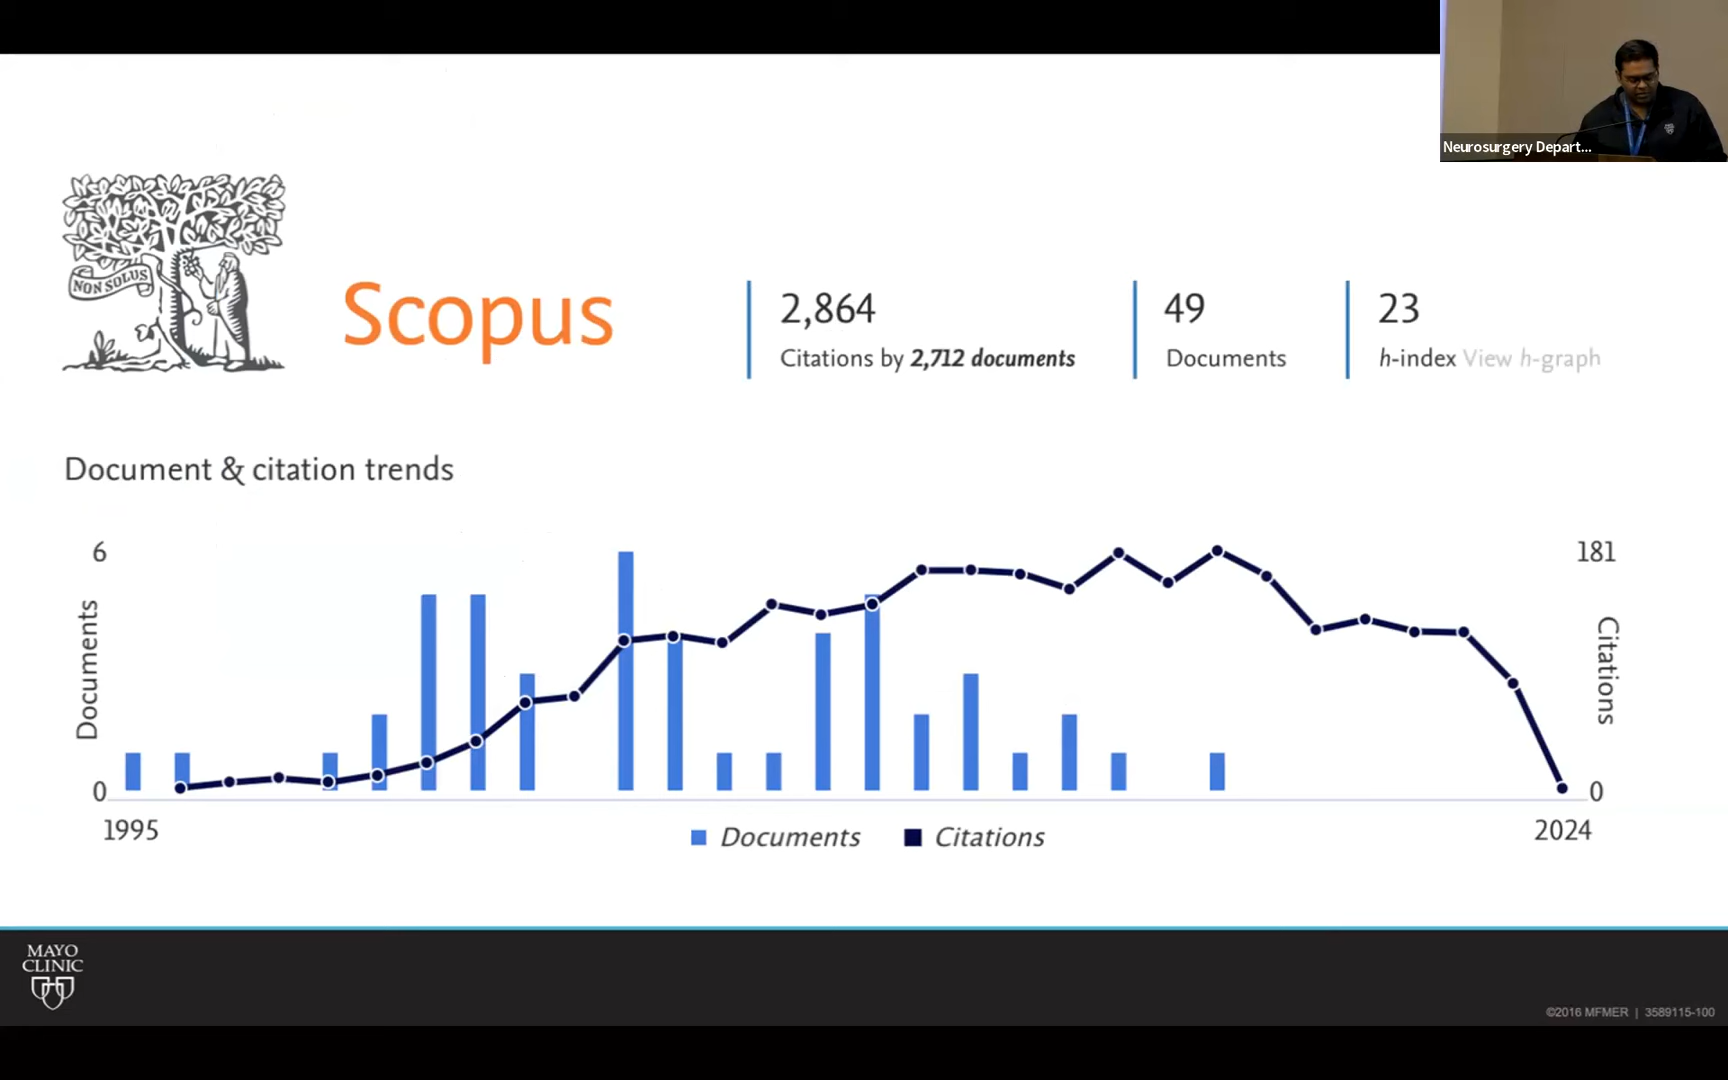 Neurosurgery Depart...
NON SOLUS
Scopus
2,864
Citations by 2,712 documents
49
Documents
23
h-index View h-graph
Document & citation trends
6
181
Documents
Citations
0
0
1995
2024
Documents
Citations
MAYO
CLINIC
©2016 MFMER | 3589115-100